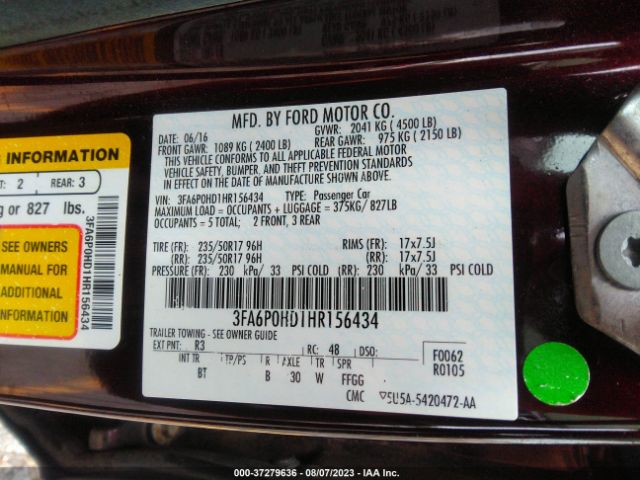 MFD. BY FORD MOTOR CO.
DATE: 06/16 GVWR: 2041 KG ( 4500 LB)
FRONT GAWR: 1089 KG ( 2400 LB) REAR GAWR: 975 KG ( 2150 LB)
THIS VEHICLE CONFORMS TO ALL APPLICABLE FEDERAL MOTOR
VEHICLE SAFETY, BUMPER, AND THEFT PREVENTION STANDARDS
IN EFFECT ON THE DATE OF MANUFACTURE SHOWN ABOVE.
VIN: 3FA6P0HD1HR156434 TYPE: Passenger Car
MAXIMUM LOAD = OCCUPANTS + LUGGAGE = 375KG/ 827LB
OCCUPANTS = 5 TOTAL; 2 FRONT, 3 REAR
TIRE (FR): 235/50R17 96H RIMS (FR): 17x7.5J
(RR): 235/50R17 96H (RR): 17x7.5J
PRESSURE (FR): 230 kPa/ 33 PSI COLD (RR): 230 kPa/ 33 PSI COLD
3FA6P0HD1HR156434
TRAILER TOWING - SEE OWNER GUIDE
EXT PNT: R3 RC: 48 DSO:
INT TR TP/PS R AXLE TR SPR
BT B 30 W FFGG
F0062
R0105
CMC 5U5A-5420472-AA
INFORMATION
2 REAR: 3
g or 827 lbs.
SEE OWNERS
MANUAL FOR
ADDITIONAL
INFORMATION
3FA6P0HD1HR156434
000-37279636 - 08/07/2023 - IAA Inc.